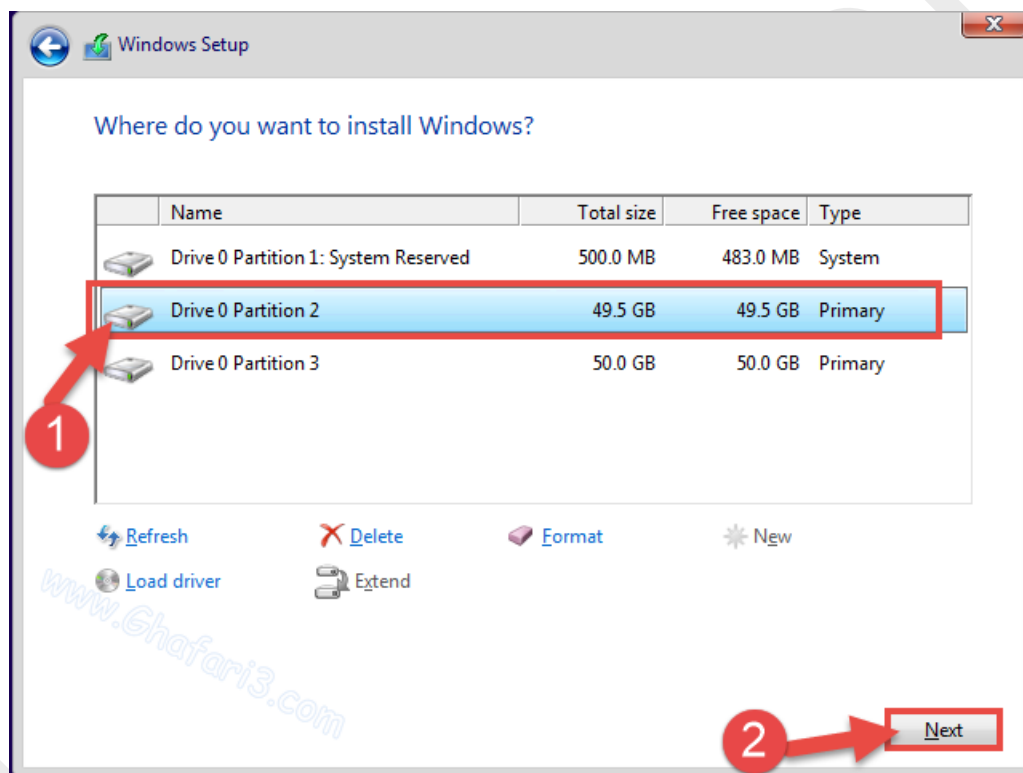 Windows Setup
Where do you want to install Windows?
Name Total size Free space Type
Drive 0 Partition 1: System Reserved 500.0 MB 483.0 MB System
Drive 0 Partition 2 49.5 GB 49.5 GB Primary
Drive 0 Partition 3 50.0 GB 50.0 GB Primary
1
Refresh Delete Format New
Load driver Extend
www.Ghafari3.com
2 Next